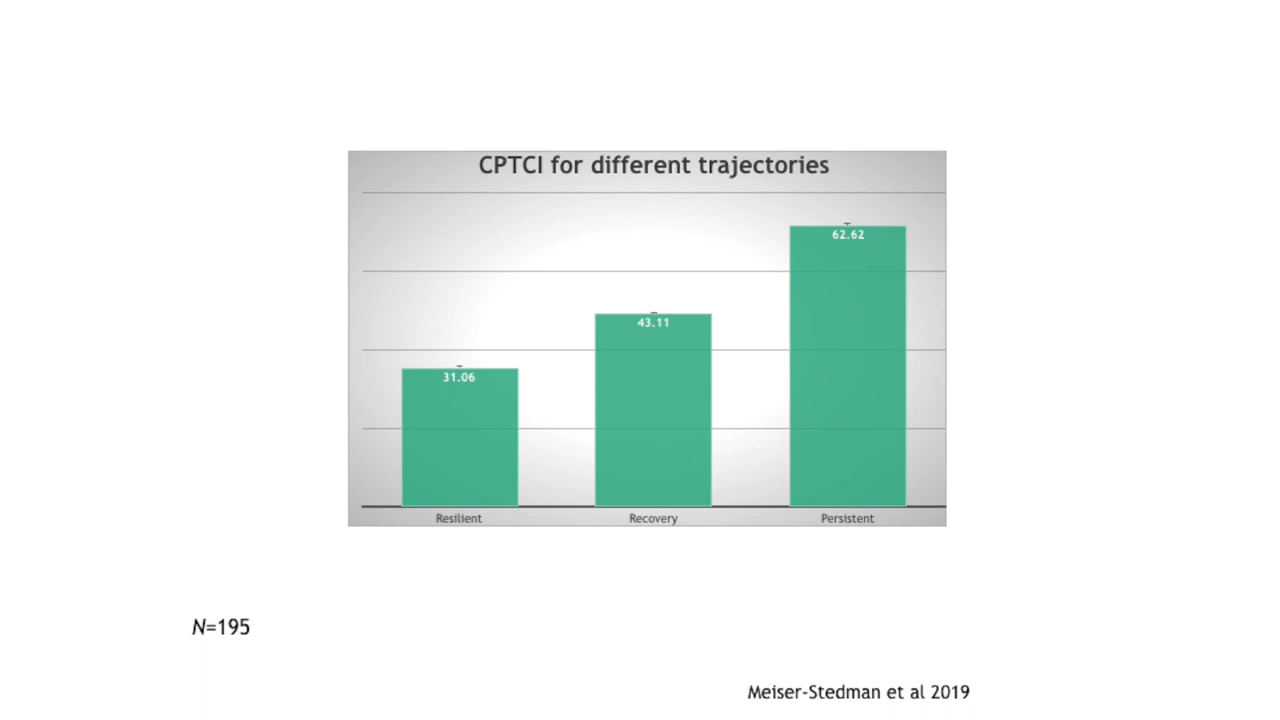 CPTCI for different trajectories
62.62
43.11
31.06
Resilient Recovery Persistent
N=195
Meiser-Stedman et al 2019